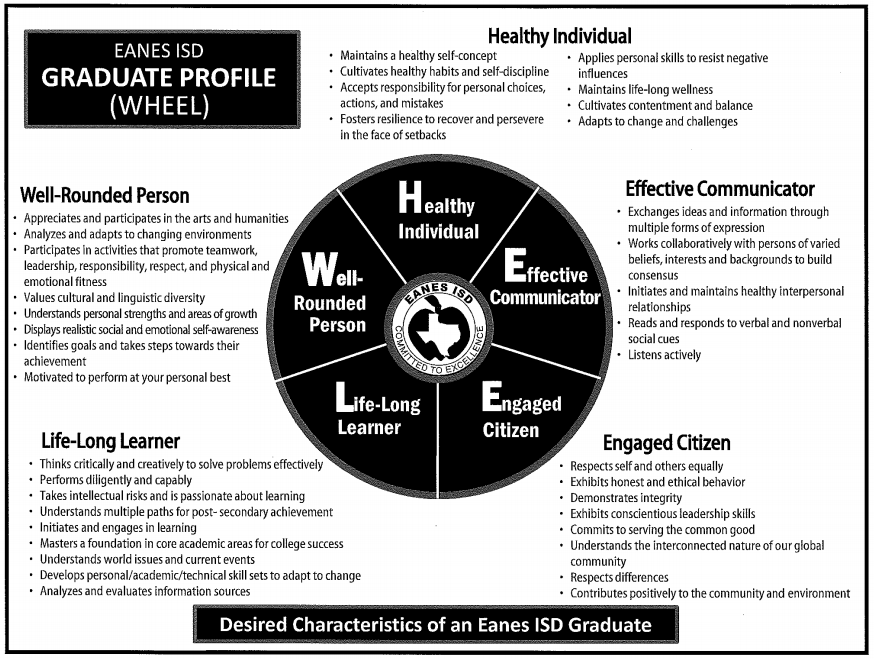 EANES ISD
GRADUATE PROFILE
(WHEEL)
Healthy Individual
• Maintains a healthy self-concept
• Cultivates healthy habits and self-discipline
• Accepts responsibility for personal choices,
actions, and mistakes
• Fosters resilience to recover and persevere
in the face of setbacks
• Applies personal skills to resist negative
influences
• Maintains life-long wellness
• Cultivates contentment and balance
• Adapts to change and challenges
Well-Rounded Person
• Appreciates and participates in the arts and humanities
• Analyzes and adapts to changing environments
• Participates in activities that promote teamwork,
leadership, responsibility, respect, and physical and
emotional fitness
• Values cultural and linguistic diversity
• Understands personal strengths and areas of growth
• Displays realistic social and emotional self-awareness
• Identifies goals and takes steps towards their
achievement
• Motivated to perform at your personal best
Healthy
Individual
Well-
Rounded
Person
Effective
Communicator
EANES ISD
COMMITTED TO EXCELLENCE
Life-Long
Learner
Engaged
Citizen
Effective Communicator
• Exchanges ideas and information through
multiple forms of expression
• Works collaboratively with persons of varied
beliefs, interests and backgrounds to build
consensus
• Initiates and maintains healthy interpersonal
relationships
• Reads and responds to verbal and nonverbal
social cues
• Listens actively
Life-Long Learner
• Thinks critically and creatively to solve problems effectively
• Performs diligently and capably
• Takes intellectual risks and is passionate about learning
• Understands multiple paths for post- secondary achievement
• Initiates and engages in learning
• Masters a foundation in core academic areas for college success
• Understands world issues and current events
• Develops personal/academic/technical skill sets to adapt to change
• Analyzes and evaluates information sources
Engaged Citizen
• Respects self and others equally
• Exhibits honest and ethical behavior
• Demonstrates integrity
• Exhibits conscientious leadership skills
• Commits to serving the common good
• Understands the interconnected nature of our global
community
• Respects differences
• Contributes positively to the community and environment
Desired Characteristics of an Eanes ISD Graduate